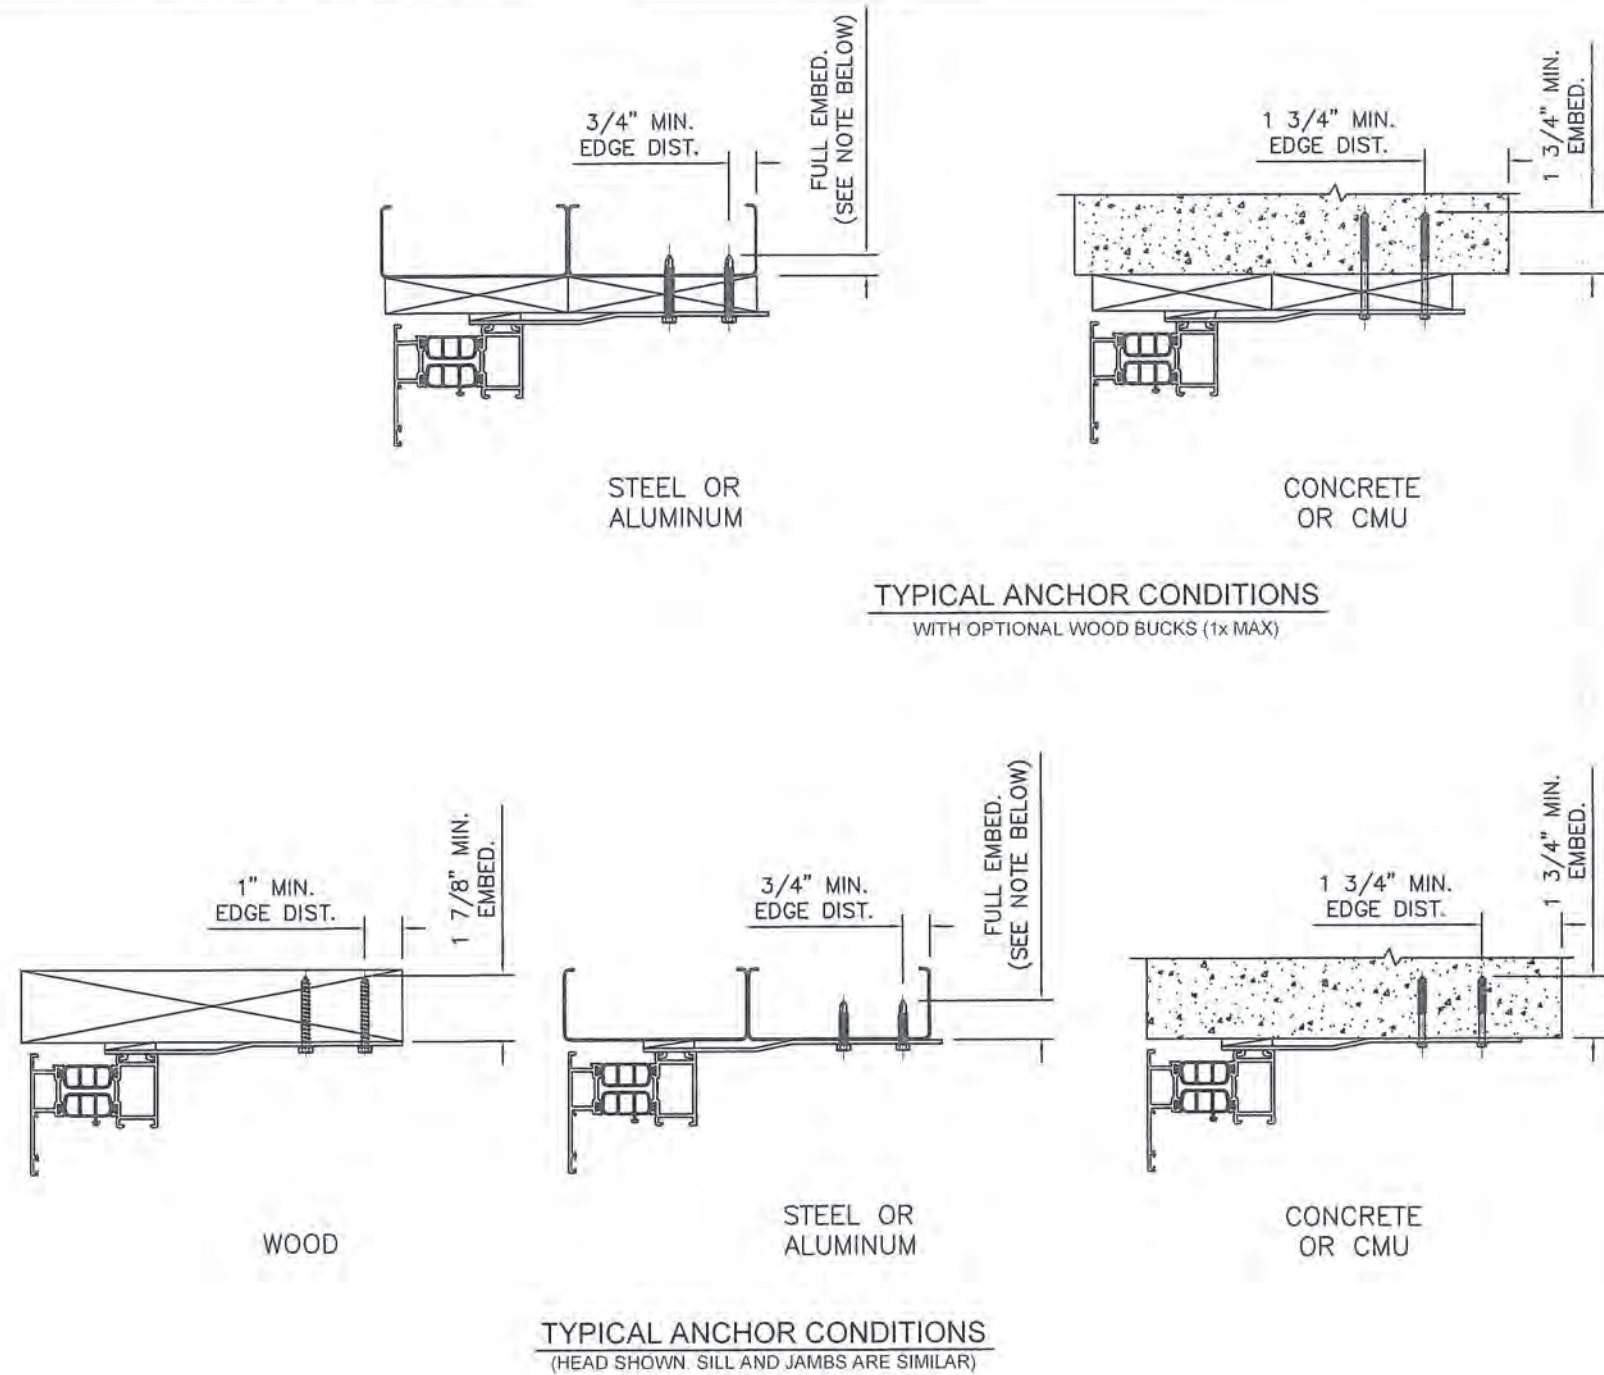 3/4" MIN.
EDGE DIST.
FULL EMBED.
(SEE NOTE BELOW)
1 3/4" MIN.
EDGE DIST.
1 3/4" MIN.
EMBED.
STEEL OR
ALUMINUM
CONCRETE
OR CMU
TYPICAL ANCHOR CONDITIONS
WITH OPTIONAL WOOD BUCKS (1x MAX)
1" MIN.
EDGE DIST.
1 7/8" MIN.
EMBED.
3/4" MIN.
EDGE DIST.
FULL EMBED.
(SEE NOTE BELOW)
1 3/4" MIN.
EDGE DIST.
1 3/4" MIN.
EMBED.
WOOD
STEEL OR
ALUMINUM
CONCRETE
OR CMU
TYPICAL ANCHOR CONDITIONS
(HEAD SHOWN. SILL AND JAMBS ARE SIMILAR)